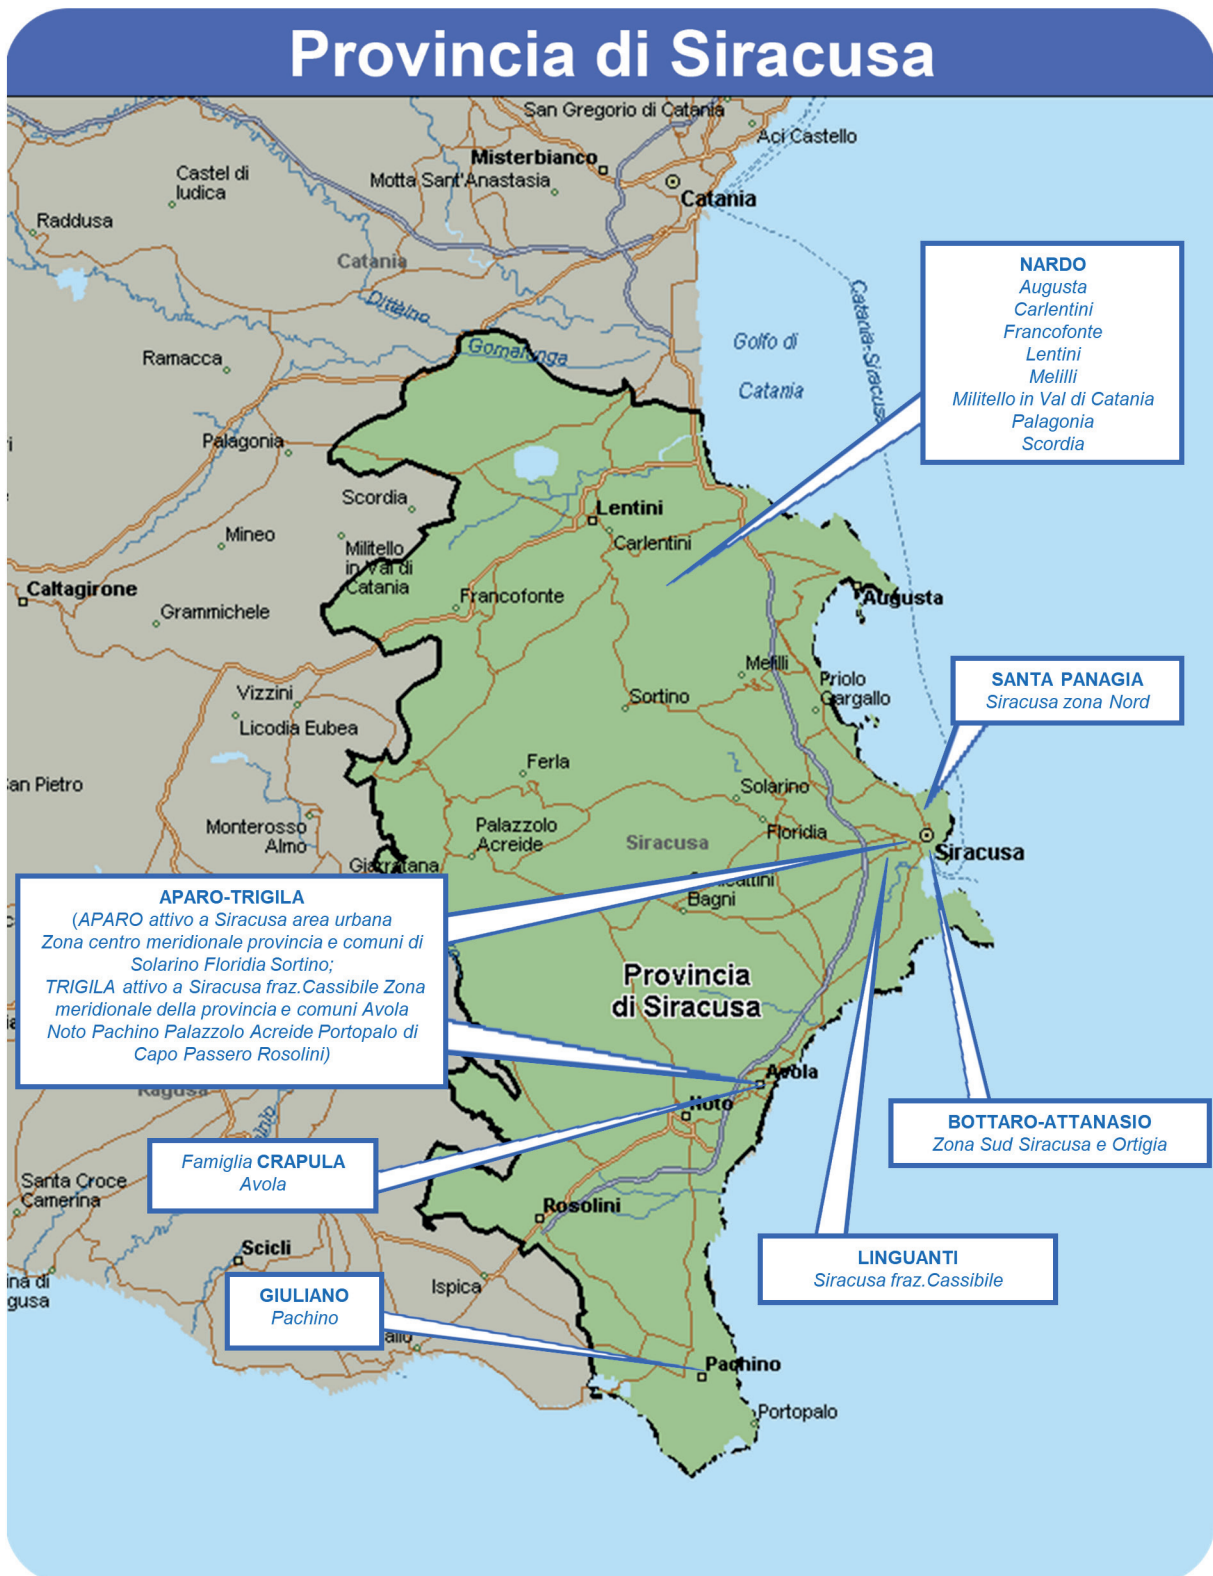 Provincia di Siracusa
San Gregorio di Catania
Aci Castello
Misterbianco
Castel di
Iudica
Motta Sant'Anastasia
Catania
Raddusa
Catania
Dittaino
Catania-Siracusa
NARDO
Augusta
Carlentini
Francofonte
Lentini
Melilli
Militello in Val di Catania
Palagonia
Scordia
Golfo di
Catania
Gornalunga
Ramacca
Palagonia
Scordia
Lentini
Mineo
Militello
in Val di
Catania
Carlentini
Caltagirone
Grammichele
Francofonte
Augusta
Melilli
Priolo
Gargallo
SANTA PANAGIA
Siracusa zona Nord
Vizzini
Sortino
Licodia Eubea
Ferla
an Pietro
Solarino
Monterosso
Almo
Palazzolo
Acreide
Siracusa
Floridia
Siracusa
Giarratana
Bagni
APARO-TRIGILA
(APARO attivo a Siracusa area urbana
Zona centro meridionale provincia e comuni di
Solarino Floridia Sortino;
TRIGILA attivo a Siracusa fraz.Cassibile Zona
meridionale della provincia e comuni Avola
Noto Pachino Palazzolo Acreide Portopalo di
Capo Passero Rosolini)
Provincia
di Siracusa
Avola
Ragusa
Noto
BOTTARO-ATTANASIO
Zona Sud Siracusa e Ortigia
Famiglia CRAPULA
Avola
Santa Croce
Camerina
Rosolini
Scicli
LINGUANTI
Siracusa fraz.Cassibile
ina di
gusa
Ispica
GIULIANO
Pachino
allo
Pachino
Portopalo